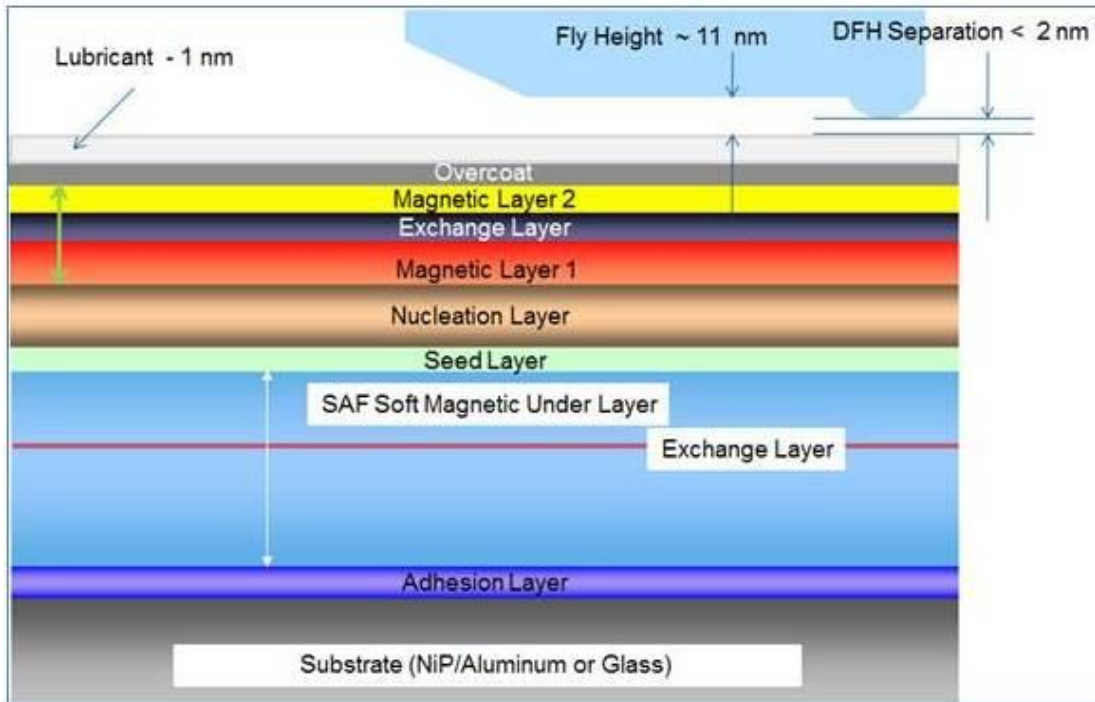 Fly Height ~ 11 nm
DFH Separation < 2 nm
Lubricant - 1 nm
Overcoat
Magnetic Layer 2
Exchange Layer
Magnetic Layer 1
Nucleation Layer
Seed Layer
SAF Soft Magnetic Under Layer
Exchange Layer
Adhesion Layer
Substrate (NiP/Aluminum or Glass)